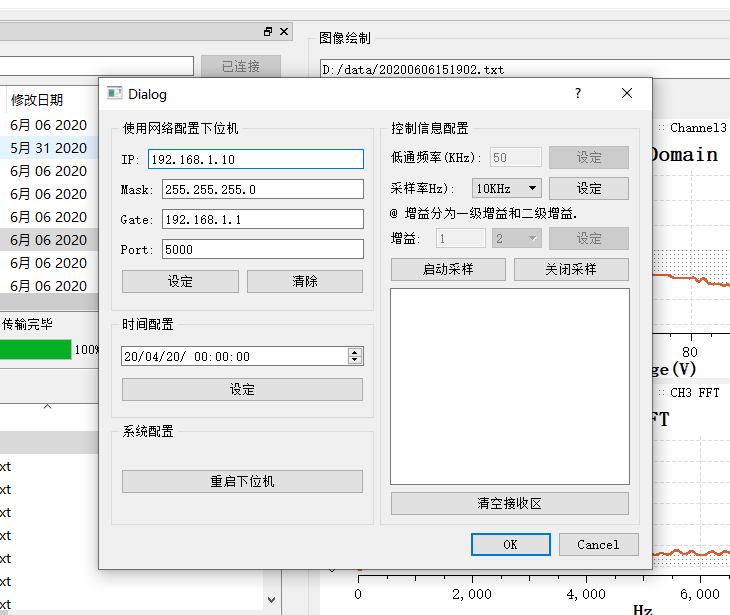 图像绘制
已连接
D:/data/20200606151902.txt
修改日期
6月 06 2020
5月 31 2020
6月 06 2020
6月 06 2020
6月 06 2020
6月 06 2020
6月 06 2020
6月 06 2020
传输完毕
100%
xt
xt
xt
xt
xt
xt
xt
Dialog
?
使用网络配置下位机
IP: 192.168.1.10
Mask: 255.255.255.0
Gate: 192.168.1.1
Port: 5000
设定 清除
时间配置
20/04/20/ 00:00:00
设定
系统配置
重启下位机
控制信息配置
低通频率(KHz): 50 设定
采样率Hz): 10KHz 设定
@ 增益分为一级增益和二级增益.
增益: 1 2 设定
启动采样 关闭采样
清空接收区
OK Cancel
Channel3
Domain
80
ge(V)
CH3 FFT
FT
0 2,000 4,000 6,000
Hz